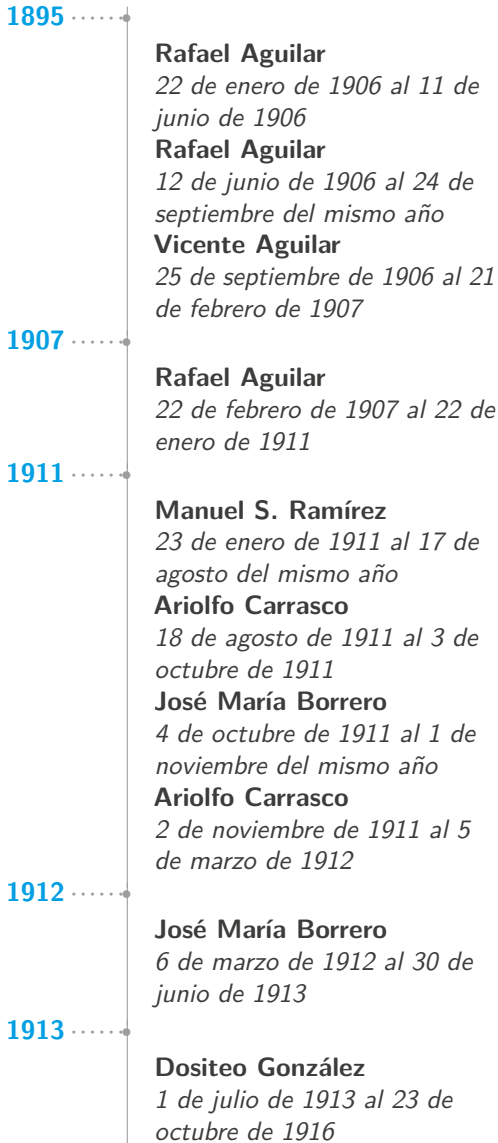 1895
Rafael Aguilar
22 de enero de 1906 al 11 de
junio de 1906
Rafael Aguilar
12 de junio de 1906 al 24 de
septiembre del mismo año
Vicente Aguilar
25 de septiembre de 1906 al 21
de febrero de 1907
1907
Rafael Aguilar
22 de febrero de 1907 al 22 de
enero de 1911
1911
Manuel S. Ramírez
23 de enero de 1911 al 17 de
agosto del mismo año
Ariolfo Carrasco
18 de agosto de 1911 al 3 de
octubre de 1911
José María Borrero
4 de octubre de 1911 al 1 de
noviembre del mismo año
Ariolfo Carrasco
2 de noviembre de 1911 al 5
de marzo de 1912
1912
José María Borrero
6 de marzo de 1912 al 30 de
junio de 1913
1913
Dositeo González
1 de julio de 1913 al 23 de
octubre de 1916